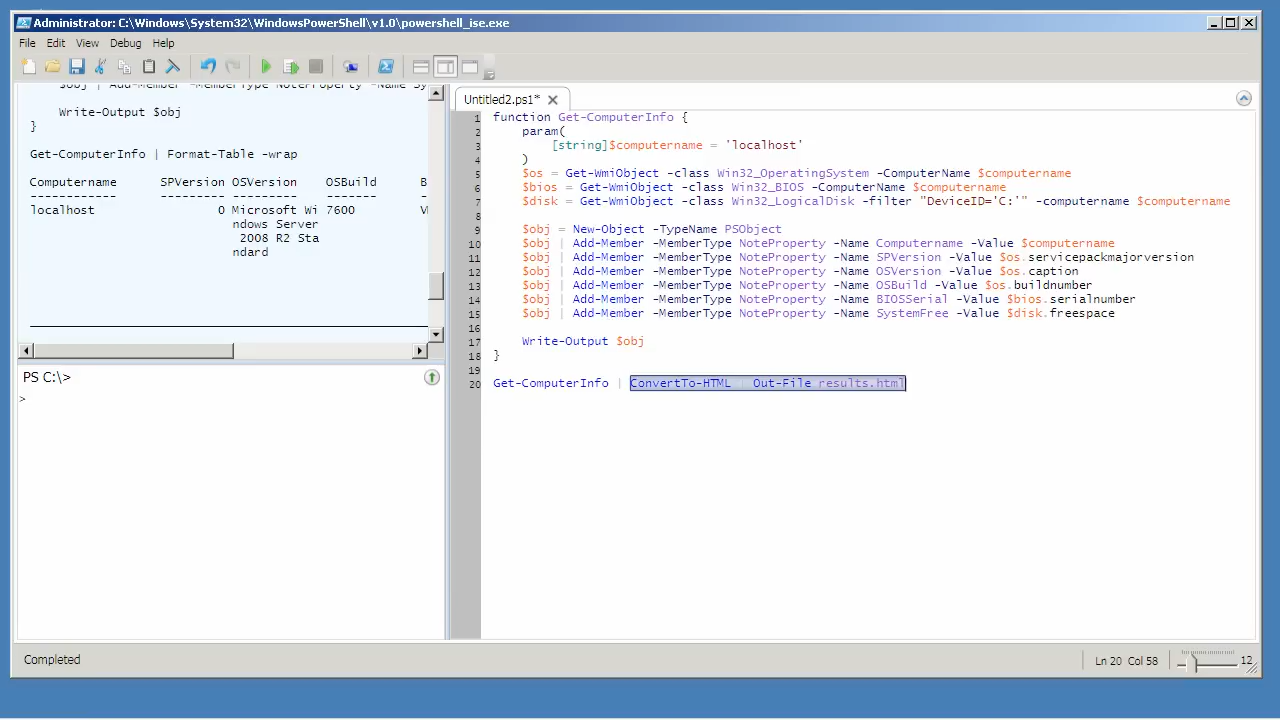 Administrator: C:\Windows\System32\WindowsPowerShell\v1.0\powershell_ise.exe
File Edit View Debug Help
$obj | Add-Member -MemberType NoteProperty -Name Sy
Write-Output $obj
}
Get-ComputerInfo | Format-Table -wrap
Computername SPVersion OSVersion OSBuild B
------------ --------- --------- ------- -
localhost 0 Microsoft Wi 7600 V
ndows Server
2008 R2 Sta
ndard
PS C:\>
>
Untitled2.ps1*
1 function Get-ComputerInfo {
2 param(
3 [string]$computername = 'localhost'
4 )
5 $os = Get-WmiObject -class Win32_OperatingSystem -ComputerName $computername
6 $bios = Get-WmiObject -class Win32_BIOS -ComputerName $computername
7 $disk = Get-WmiObject -class Win32_LogicalDisk -filter "DeviceID='C:'" -computername $computername
8
9 $obj = New-Object -TypeName PSObject
10 $obj | Add-Member -MemberType NoteProperty -Name Computername -Value $computername
11 $obj | Add-Member -MemberType NoteProperty -Name SPVersion -Value $os.servicepackmajorversion
12 $obj | Add-Member -MemberType NoteProperty -Name OSVersion -Value $os.caption
13 $obj | Add-Member -MemberType NoteProperty -Name OSBuild -Value $os.buildnumber
14 $obj | Add-Member -MemberType NoteProperty -Name BIOSSerial -Value $bios.serialnumber
15 $obj | Add-Member -MemberType NoteProperty -Name SystemFree -Value $disk.freespace
16
17 Write-Output $obj
18 }
19
20 Get-ComputerInfo | ConvertTo-HTML | Out-File results.html
Completed
Ln 20 Col 58
12